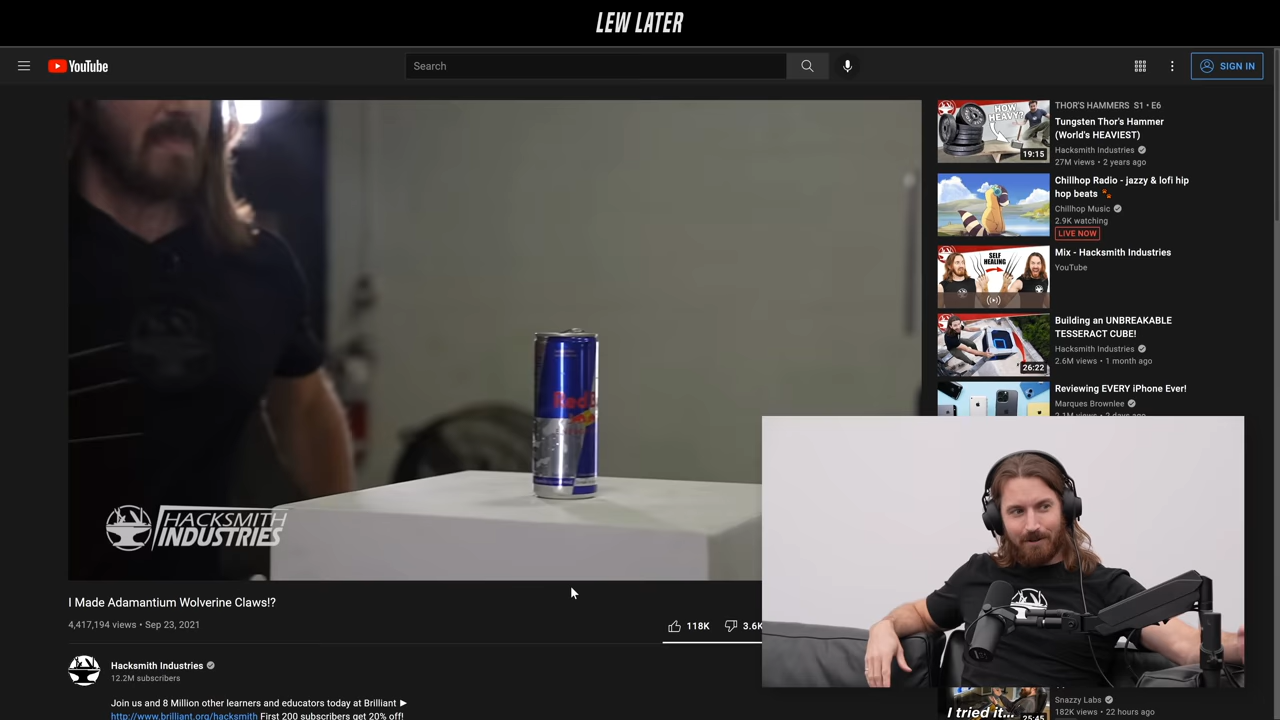 LEW LATER
YouTube
Search
SIGN IN
HACKSMITH
INDUSTRIES
I Made Adamantium Wolverine Claws!?
4,417,194 views • Sep 23, 2021
118K
3.6K
Hacksmith Industries
12.2M subscribers
Join us and 8 Million other learners and educators today at Brilliant ►
http://www.brilliant.org/hacksmith First 200 subscribers get 20% off!
HOW
HEAVY?
19:15
THOR'S HAMMERS S1 • E6
Tungsten Thor's Hammer
(World's HEAVIEST)
Hacksmith Industries
27M views • 2 years ago
Chillhop Radio - jazzy & lofi hip
hop beats 🐾
Chillhop Music
2.9K watching
LIVE NOW
SELF
HEALING
Mix - Hacksmith Industries
YouTube
26:22
Building an UNBREAKABLE
TESSERACT CUBE!
Hacksmith Industries
2.6M views • 1 month ago
Reviewing EVERY iPhone Ever!
Marques Brownlee
I tried it...
25:45
Snazzy Labs
182K views • 22 hours ago